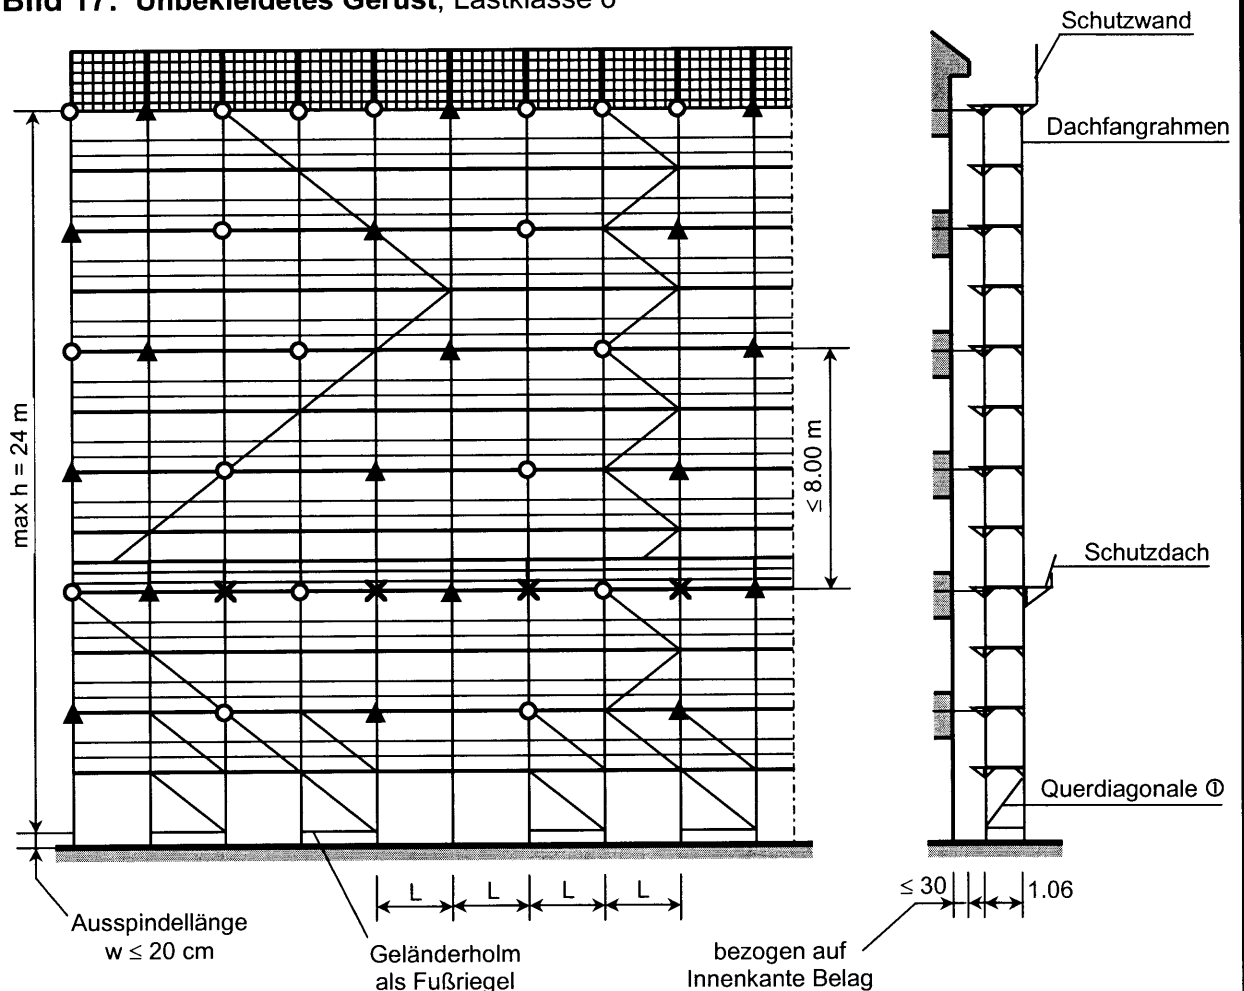 Bild 17: Unbekleidetes Gerüst, Lastklasse 6
Schutzwand
Dachfangrahmen
max h = 24 m
≤ 8.00 m
Schutzdach
Querdiagonale ①
L L L L
≤ 30 1.06
Ausspindellänge
w ≤ 20 cm
Geländerholm
als Fußriegel
bezogen auf
Innenkante Belag